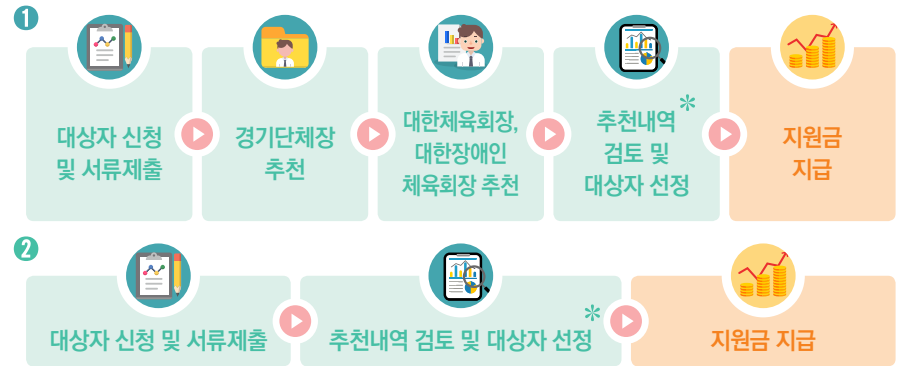 1
대상자 신청
및 서류제출
경기단체장
추천
대한체육회장,
대한장애인
체육회장 추천
추천내역*
검토 및
대상자 선정
지원금
지급
2
대상자 신청 및 서류제출
추천내역 검토 및 대상자 선정*
지원금 지급